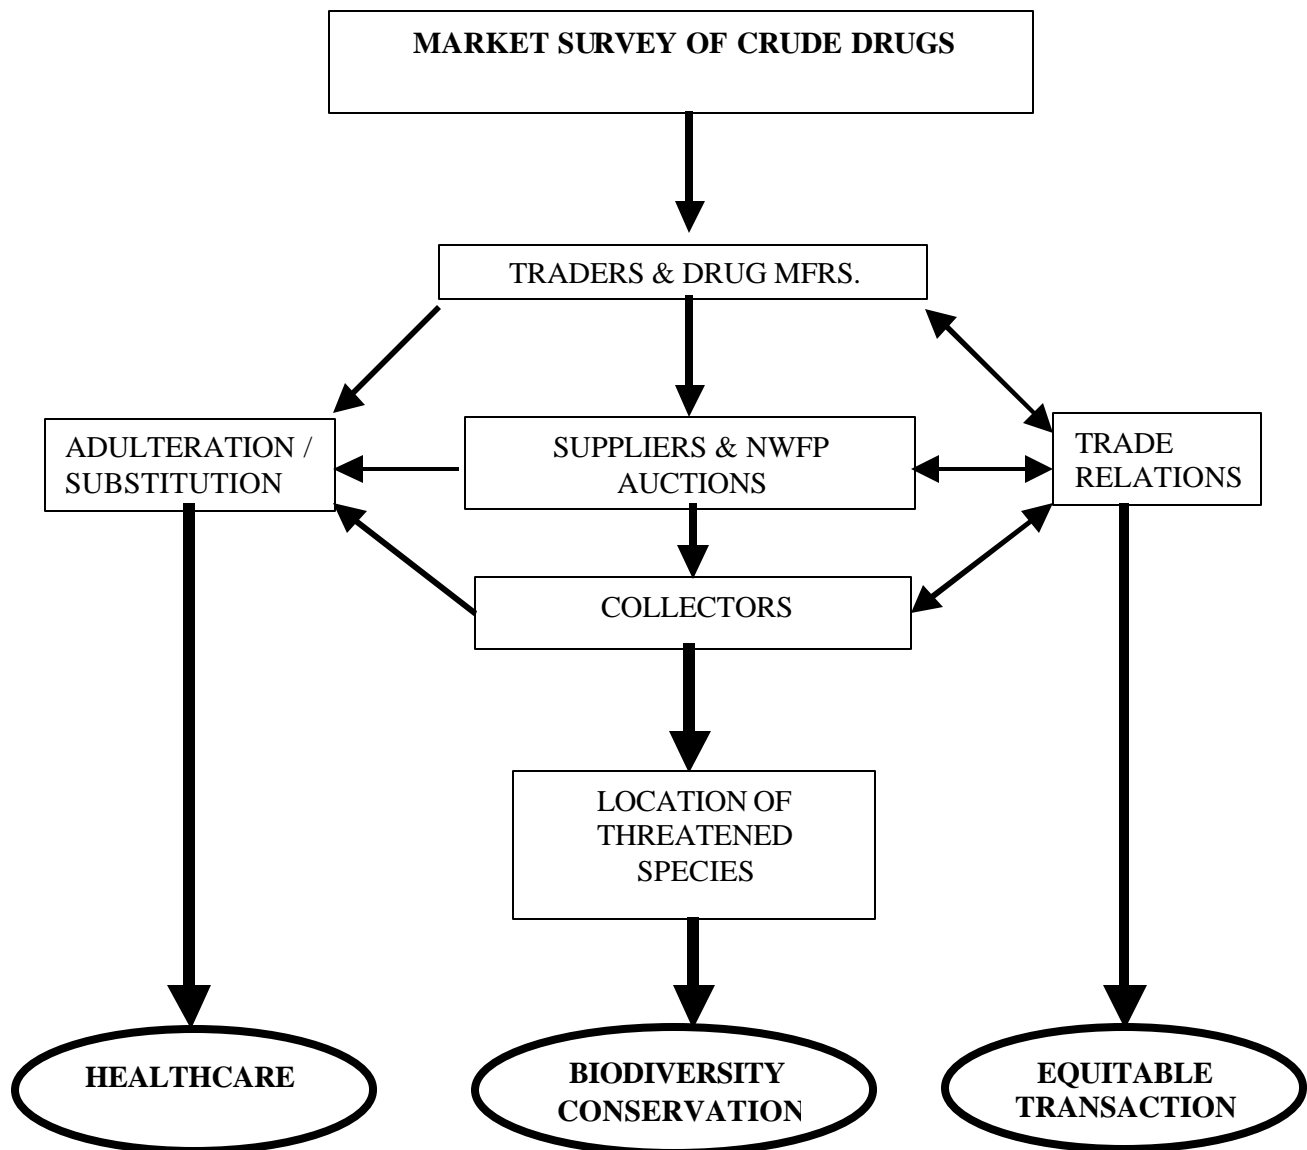 MARKET SURVEY OF CRUDE DRUGS
TRADERS & DRUG MFRS.
ADULTERATION /
SUBSTITUTION
SUPPLIERS & NWFP
AUCTIONS
TRADE
RELATIONS
COLLECTORS
LOCATION OF
THREATENED
SPECIES
HEALTHCARE
BIODIVERSITY
CONSERVATION
EQUITABLE
TRANSACTION